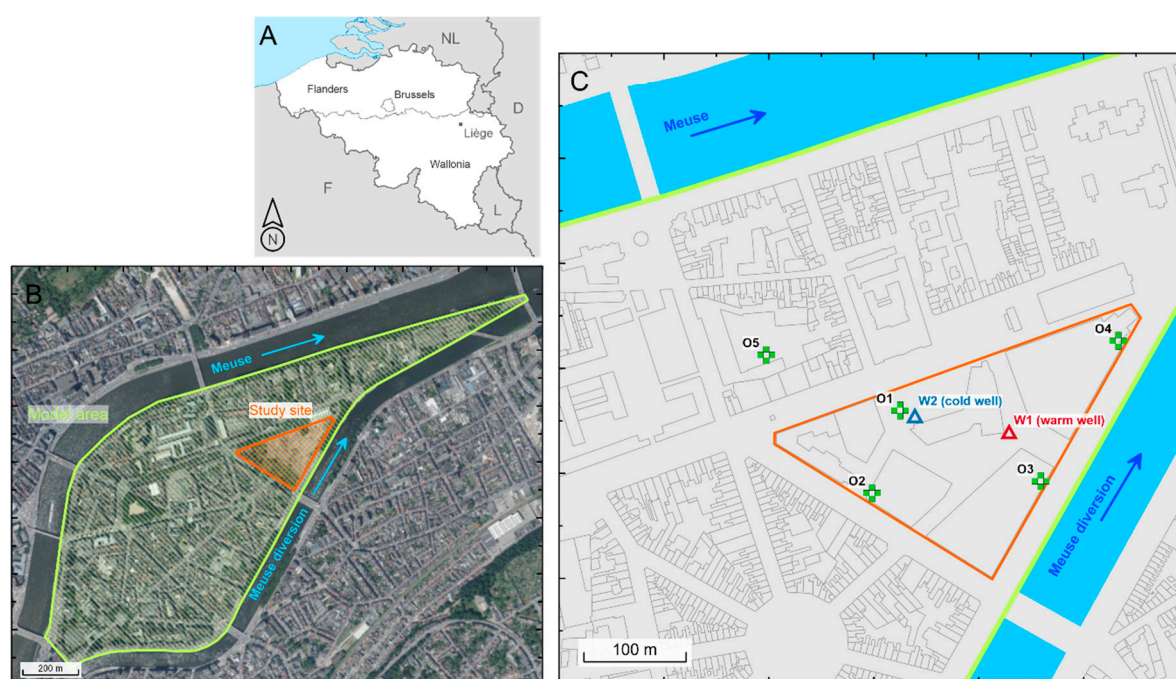 A
NL
Flanders
Brussels
D
Liège
Wallonia
F
L
N
B
Meuse
Model area
Study site
Meuse diversion
200 m
C
Meuse
O5
O4
O1
W2 (cold well)
W1 (warm well)
O2
O3
Meuse diversion
100 m